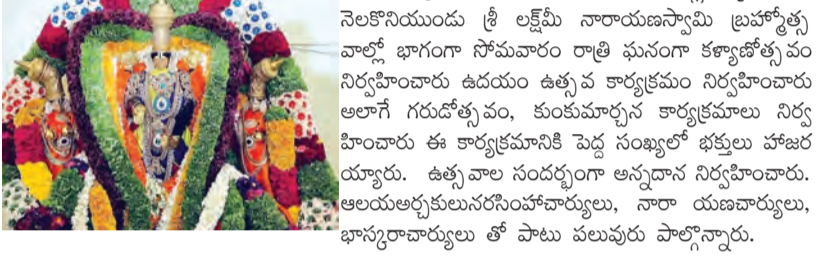 నెలకొనియుండు శ్రీ లక్ష్మీ నారాయణస్వామి బ్రహ్మోత్స
వాల్లో భాగంగా సోమవారం రాత్రి ఘనంగా కళ్యాణోత్సవం
నిర్వహించారు ఉదయం ఉత్సవ కార్యక్రమం నిర్వహించారు
అలాగే గరుడోత్సవం, కుంకుమార్చన కార్యక్రమాలు నిర్వ
హించారు ఈ కార్యక్రమానికి పెద్ద సంఖ్యలో భక్తులు హాజర
య్యారు. ఉత్సవాల సందర్భంగా అన్నదాన నిర్వహించారు.
ఆలయఅర్చకులునరసింహాచార్యులు, నారా యణచార్యులు,
భాస్కరాచార్యులు తో పాటు పలువురు పాల్గొన్నారు.